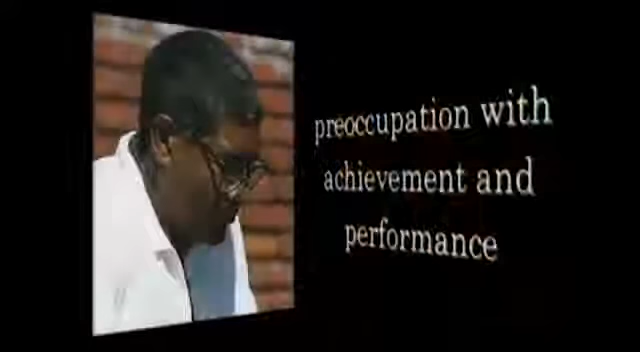 preoccupation with
achievement and
performance